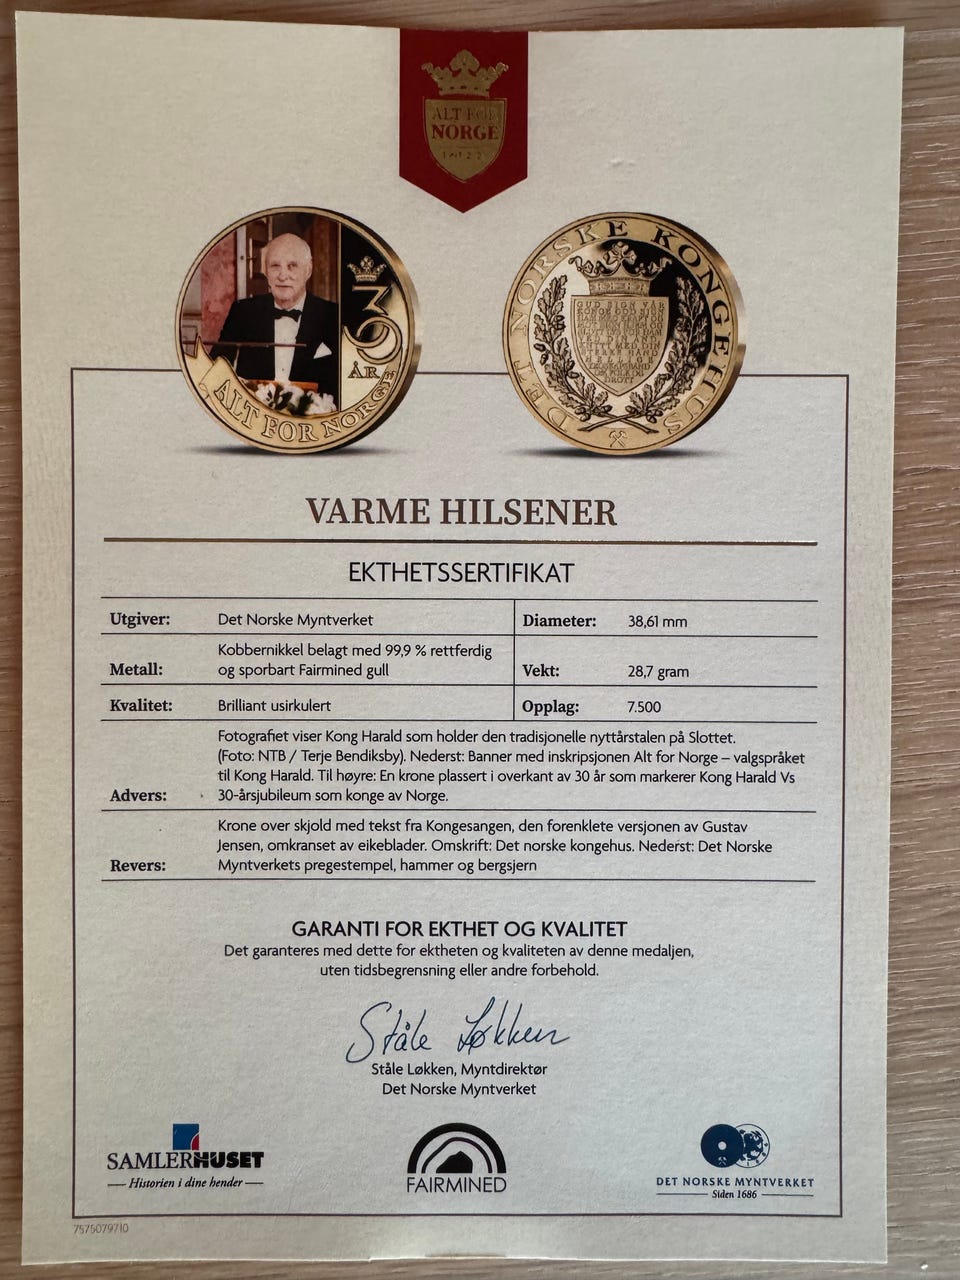 ALT FOR
NORGE
30
ÅR
ALT FOR NORGE
DET NORSKE KONGEHUS
GUD SIGN VÅR
KONGE GOD
DROTT
VARME HILSENER
EKTHETSSERTIFIKAT
Utgiver: Det Norske Myntverket Diameter: 38,61 mm
Kobbernikkel belagt med 99,9 % rettferdig
Metall: og sporbart Fairmined gull Vekt: 28,7 gram
Kvalitet: Brilliant usirkulert Opplag: 7.500
Fotografiet viser Kong Harald som holder den tradisjonelle nyttårstalen på Slottet.
(Foto: NTB / Terje Bendiksby). Nederst: Banner med inskripsjonen Alt for Norge – valgspråket
til Kong Harald. Til høyre: En krone plassert i overkant av 30 år som markerer Kong Harald Vs
Advers: 30-årsjubileum som konge av Norge.
Krone over skjold med tekst fra Kongesangen, den forenklete versjonen av Gustav
Jensen, omkranset av eikeblader. Omskrift: Det norske kongehus. Nederst: Det Norske
Revers: Myntverkets pregestempel, hammer og bergsjern
GARANTI FOR EKTHET OG KVALITET
Det garanteres med dette for ektheten og kvaliteten av denne medaljen,
uten tidsbegrensning eller andre forbehold.
Ståle Løkken
Ståle Løkken, Myntdirektør
Det Norske Myntverket
SAMLERHUSET
Historien i dine hender
FAIRMINED
DET NORSKE MYNTVERKET
Siden 1686
7575079710